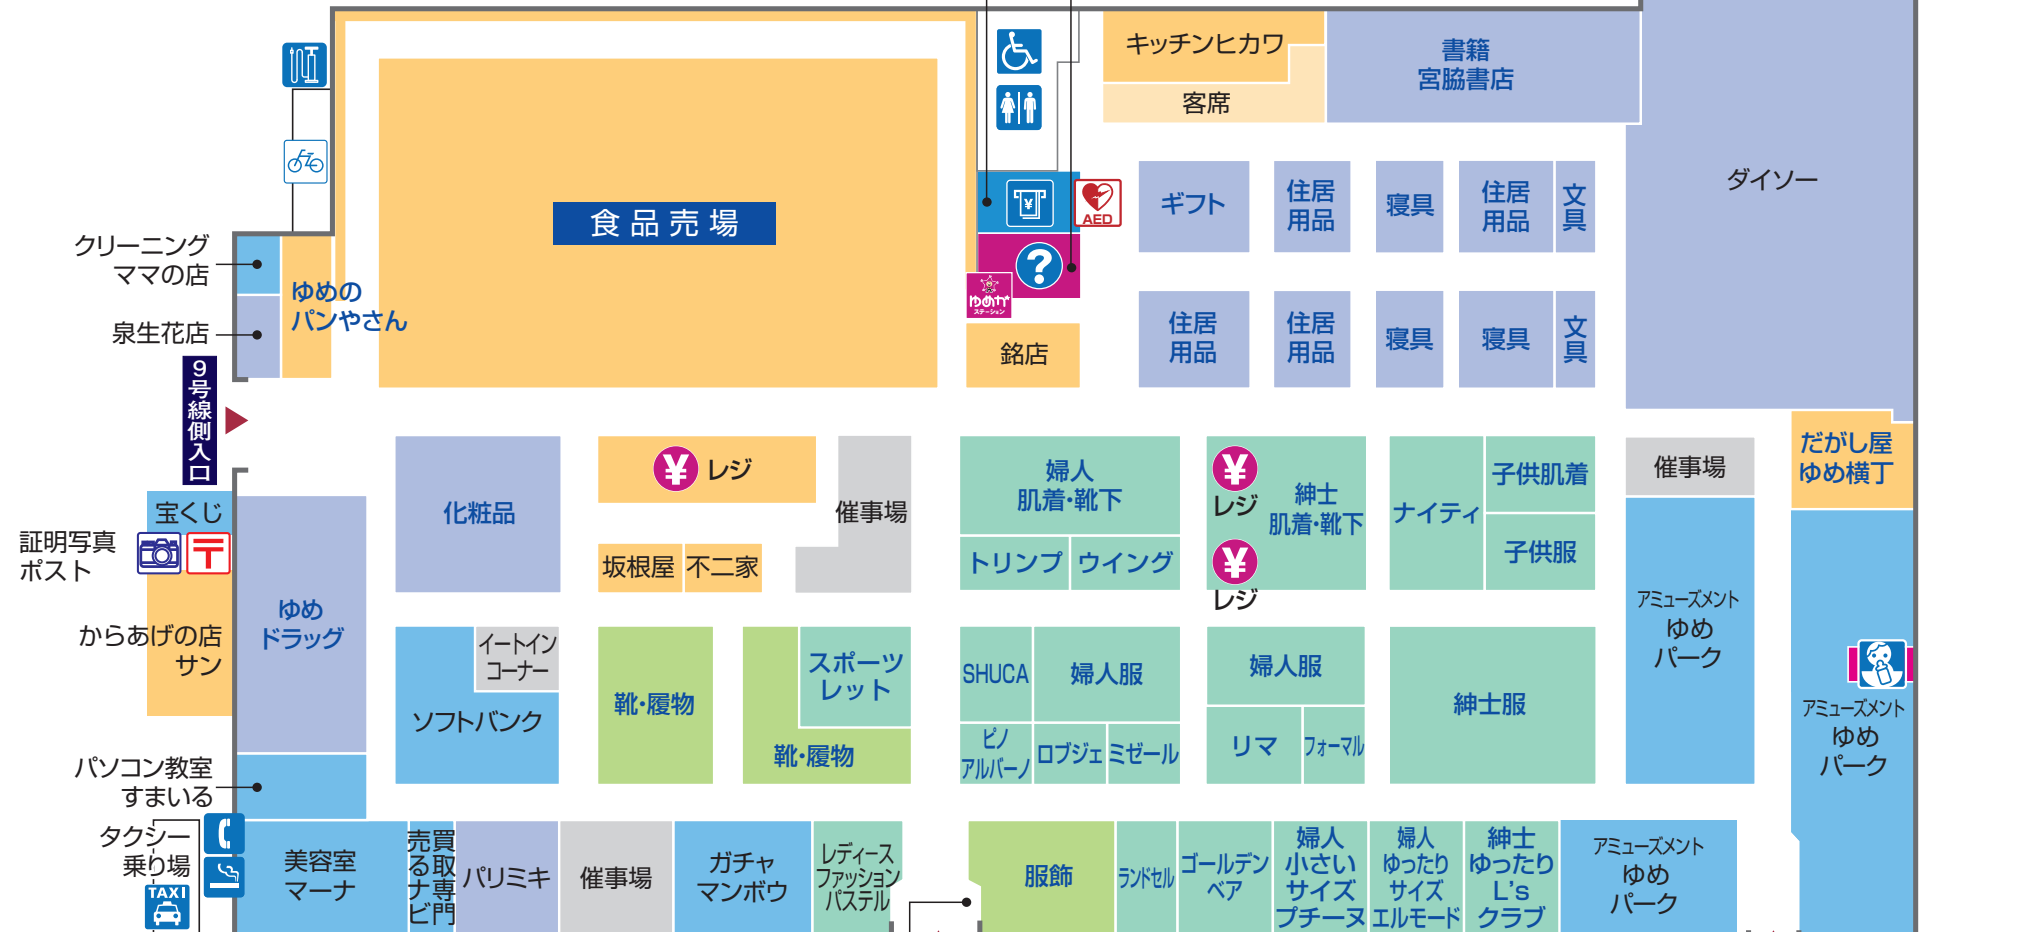 キッチンヒカワ
客席
書籍
宮脇書店
ダイソー
食品売場
AED
ゆめか
ステーション
銘店
ギフト
住居
用品
寝具
住居
用品
文
具
住居
用品
住居
用品
寝具
寝具
文
具
クリーニング
ママの店
泉生花店
ゆめの
パンやさん
9号線側入口
宝くじ
証明写真
ポスト
からあげの店
サン
ゆめ
ドラッグ
パソコン教室
すまいる
タクシー
乗り場
TAXI
化粧品
レジ
坂根屋
不二家
催事場
イートイン
コーナー
ソフトバンク
靴・履物
スポーツ
レット
靴・履物
婦人
肌着・靴下
トリンプ
ウイング
レジ
紳士
肌着・靴下
レジ
ナイティ
子供肌着
子供服
催事場
だがし屋
ゆめ横丁
アミューズメント
ゆめ
パーク
アミューズメント
ゆめ
パーク
SHUCA
婦人服
ピノ
アルバーノ
ロブジェ
ミゼール
婦人服
リマ
フォーマル
紳士服
美容室
マーナ
買取専門
売るナビ
パリミキ
催事場
ガチャ
マンボウ
レディース
ファッション
パステル
服飾
ランドセル
ゴールデン
ベア
婦人
小さい
サイズ
プチーヌ
婦人
ゆったり
サイズ
エルモード
紳士
ゆったり
L's
クラブ
アミューズメント
ゆめ
パーク